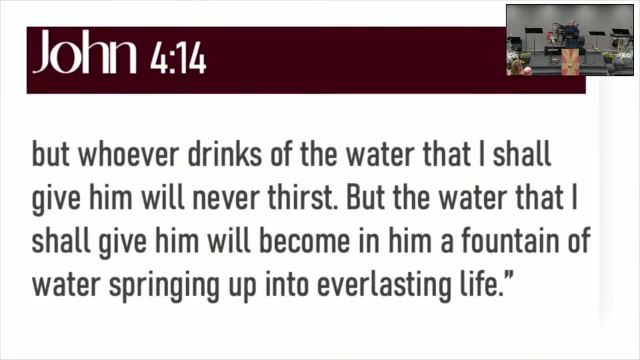 John 4:14
but whoever drinks of the water that I shall
give him will never thirst. But the water that I
shall give him will become in him a fountain of
water springing up into everlasting life.”